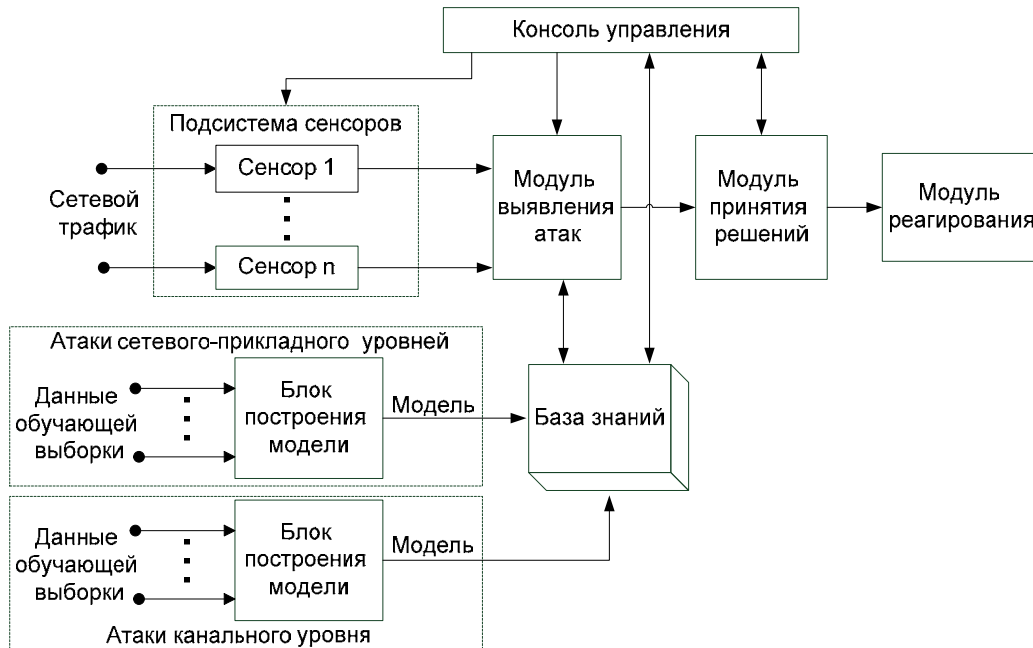 Консоль управления
Подсистема сенсоров
Сенсор 1
Сетевой
трафик
Сенсор n
Модуль
выявления
атак
Модуль
принятия
решений
Модуль
реагирования
Атаки сетевого-прикладного уровней
Данные
обучающей
выборки
Блок
построения
модели
Модель
База знаний
Данные
обучающей
выборки
Блок
построения
модели
Модель
Атаки канального уровня